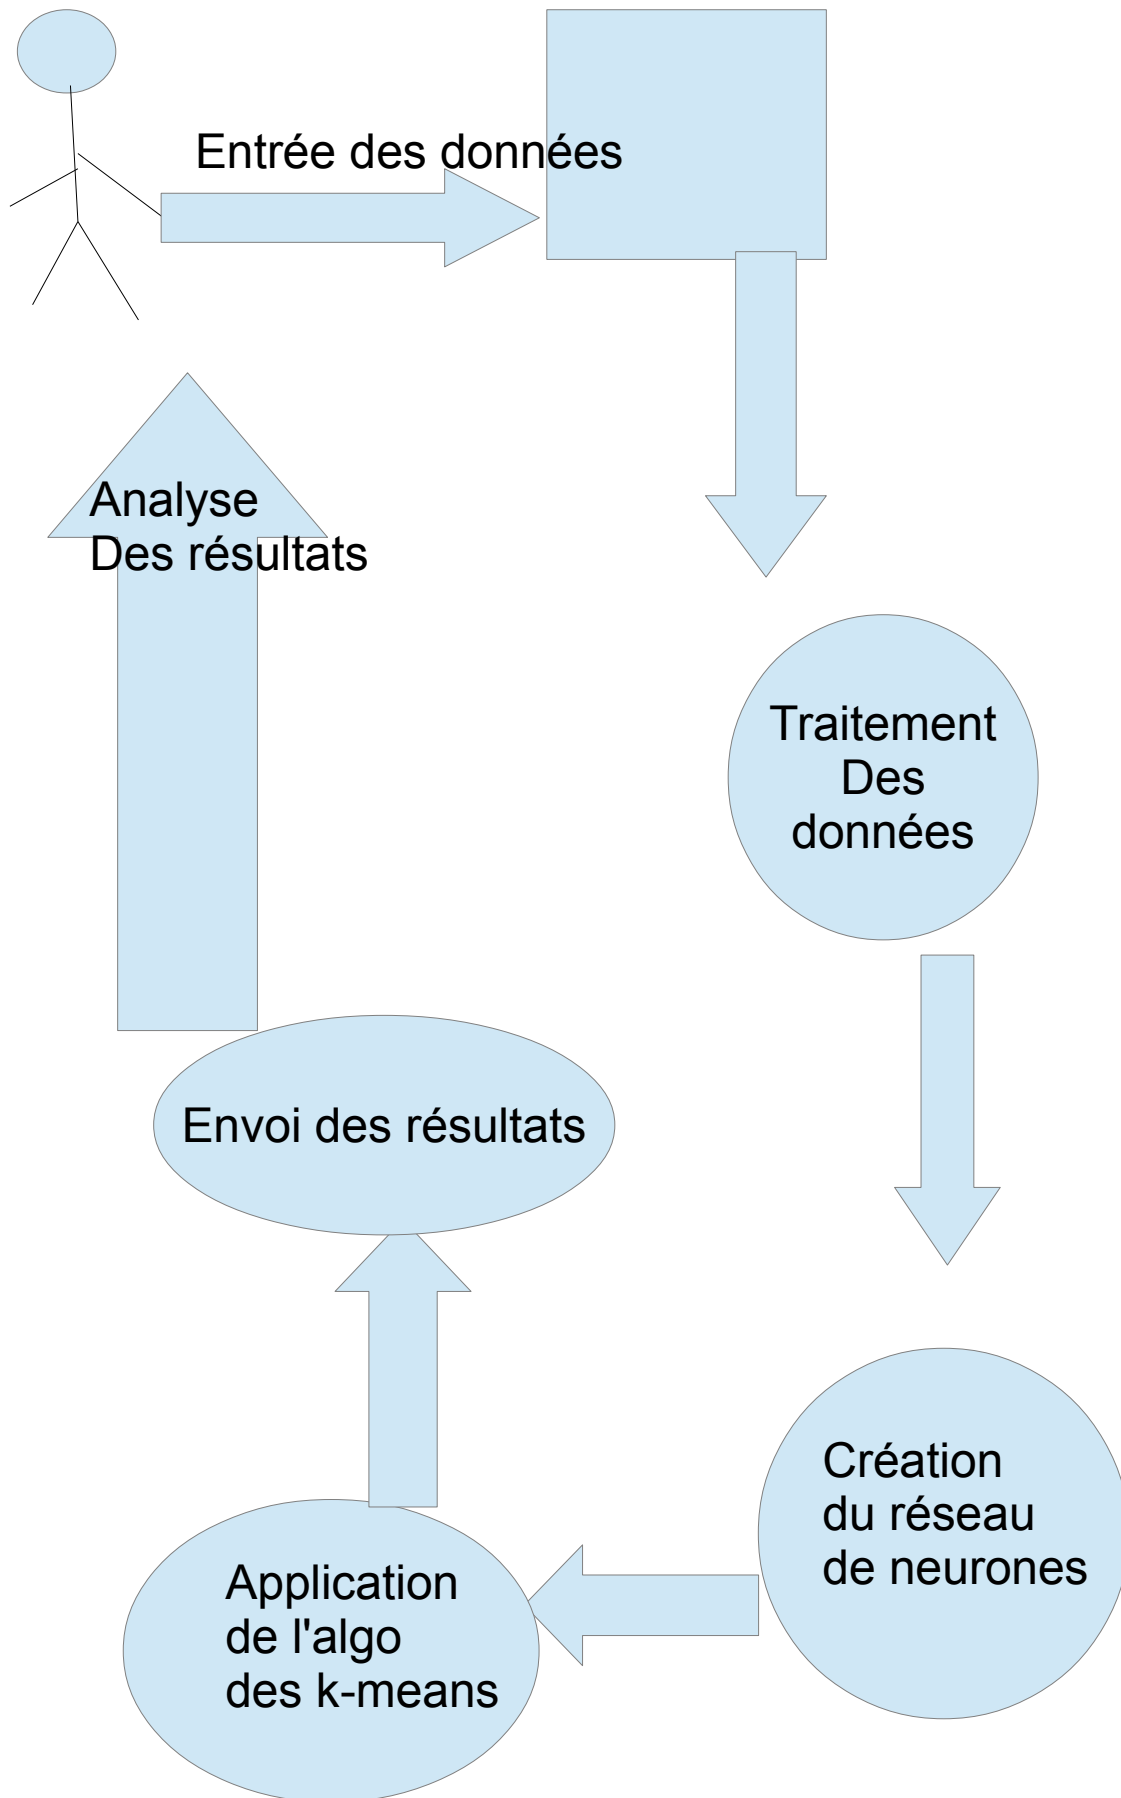 Entrée des données
Analyse
Des résultats
Traitement
Des
données
Envoi des résultats
Création
du réseau
de neurones
Application
de l'algo
des k-means